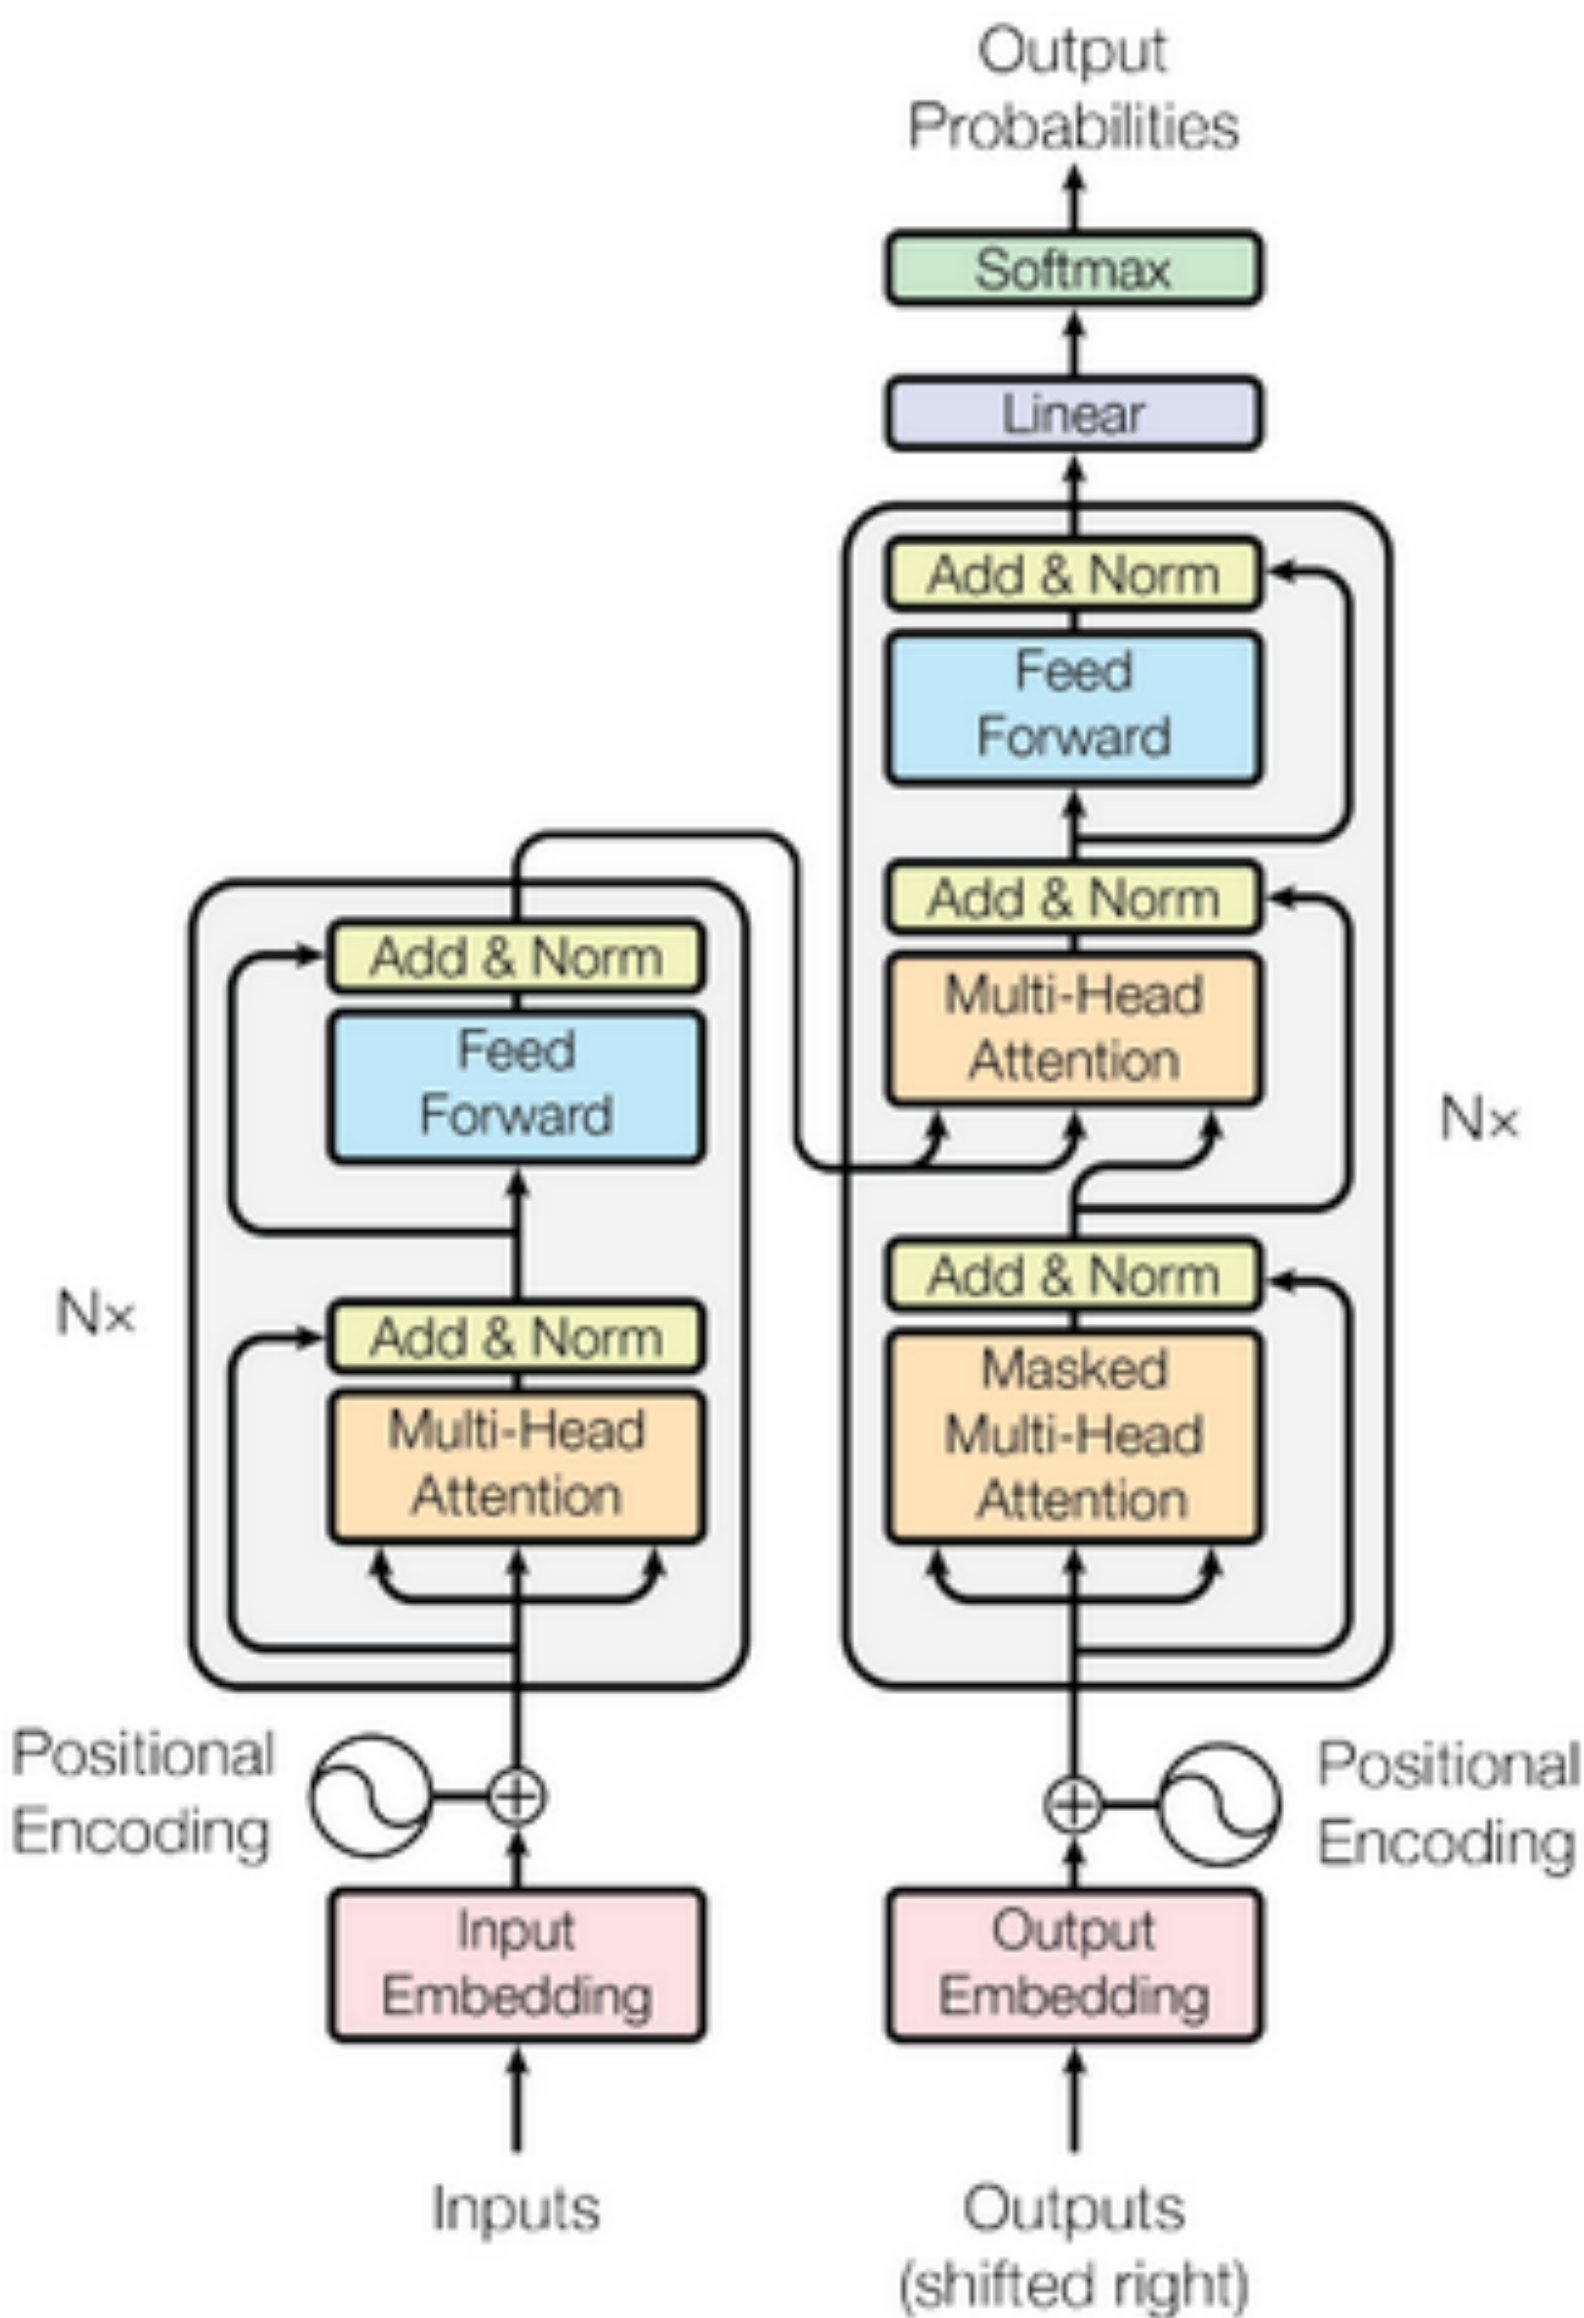 Output
Probabilities
Softmax
Linear
Add & Norm
Feed
Forward
Add & Norm
Multi-Head
Attention
Nx
Add & Norm
Masked
Multi-Head
Attention
Add & Norm
Feed
Forward
Nx
Add & Norm
Multi-Head
Attention
Positional
Encoding
Positional
Encoding
Input
Embedding
Output
Embedding
Inputs
Outputs
(shifted right)